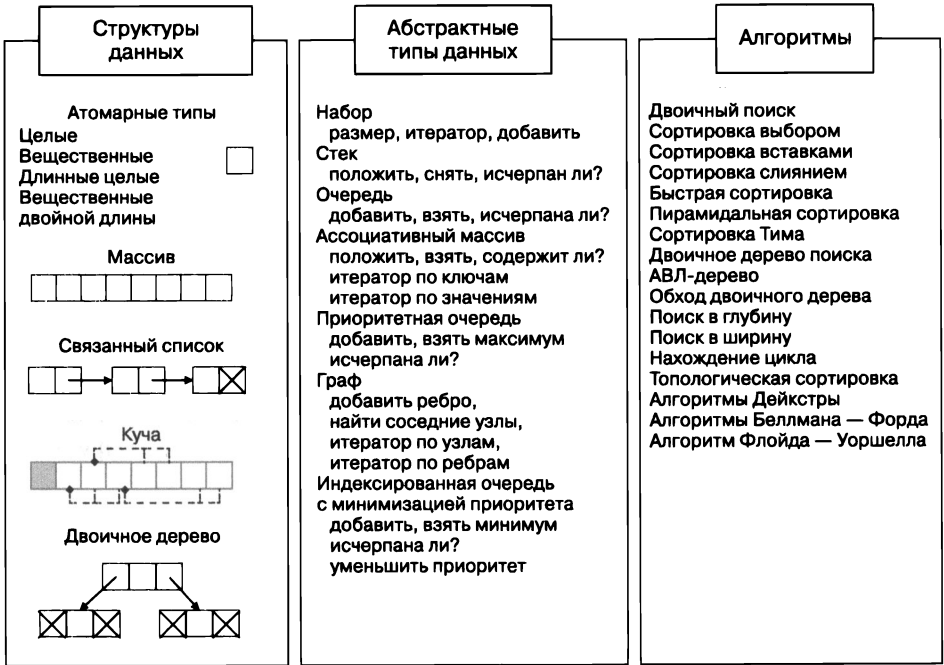 Структуры
данных
Атомарные типы
Целые
Вещественные
Длинные целые
Вещественные
двойной длины
Массив
Связанный список
Куча
Двоичное дерево
Абстрактные
типы данных
Набор
размер, итератор, добавить
Стек
положить, снять, исчерпан ли?
Очередь
добавить, взять, исчерпана ли?
Ассоциативный массив
положить, взять, содержит ли?
итератор по ключам
итератор по значениям
Приоритетная очередь
добавить, взять максимум
исчерпана ли?
Граф
добавить ребро,
найти соседние узлы,
итератор по узлам,
итератор по ребрам
Индексированная очередь
с минимизацией приоритета
добавить, взять минимум
исчерпана ли?
уменьшить приоритет
Алгоритмы
Двоичный поиск
Сортировка выбором
Сортировка вставками
Сортировка слиянием
Быстрая сортировка
Пирамидальная сортировка
Сортировка Тима
Двоичное дерево поиска
АВЛ-дерево
Обход двоичного дерева
Поиск в глубину
Поиск в ширину
Нахождение цикла
Топологическая сортировка
Алгоритмы Дейкстры
Алгоритмы Беллмана — Форда
Алгоритм Флойда — Уоршелла